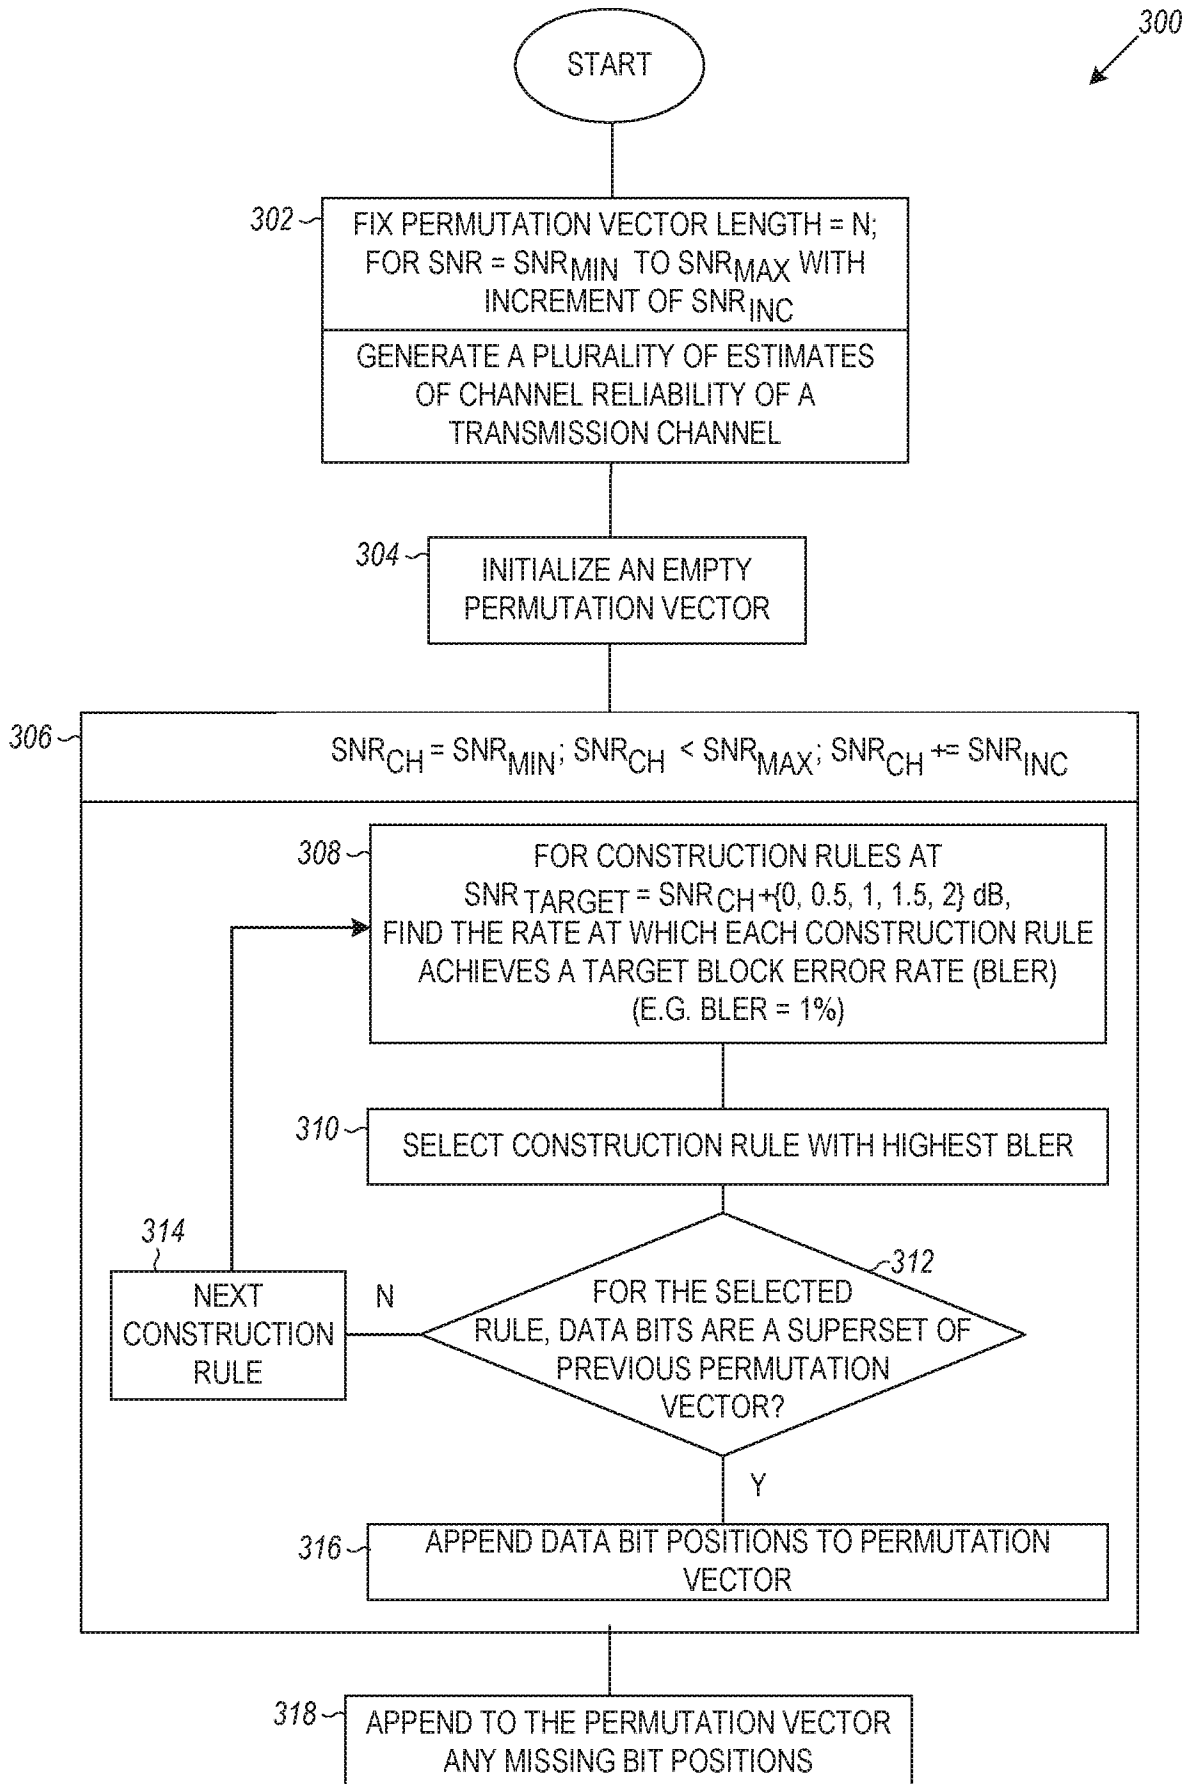 300
START
302
FIX PERMUTATION VECTOR LENGTH = N;
FOR SNR = SNRMIN TO SNRMAX WITH
INCREMENT OF SNRINC
GENERATE A PLURALITY OF ESTIMATES
OF CHANNEL RELIABILITY OF A
TRANSMISSION CHANNEL
304
INITIALIZE AN EMPTY
PERMUTATION VECTOR
306
SNRCH = SNRMIN; SNRCH < SNRMAX; SNRCH += SNRINC
308
FOR CONSTRUCTION RULES AT
SNRTARGET = SNRCH+{0, 0.5, 1, 1.5, 2} dB,
FIND THE RATE AT WHICH EACH CONSTRUCTION RULE
ACHIEVES A TARGET BLOCK ERROR RATE (BLER)
(E.G. BLER = 1%)
310
SELECT CONSTRUCTION RULE WITH HIGHEST BLER
312
FOR THE SELECTED
RULE, DATA BITS ARE A SUPERSET OF
PREVIOUS PERMUTATION
VECTOR?
314
NEXT
CONSTRUCTION
RULE
N
Y
316
APPEND DATA BIT POSITIONS TO PERMUTATION
VECTOR
318
APPEND TO THE PERMUTATION VECTOR
ANY MISSING BIT POSITIONS